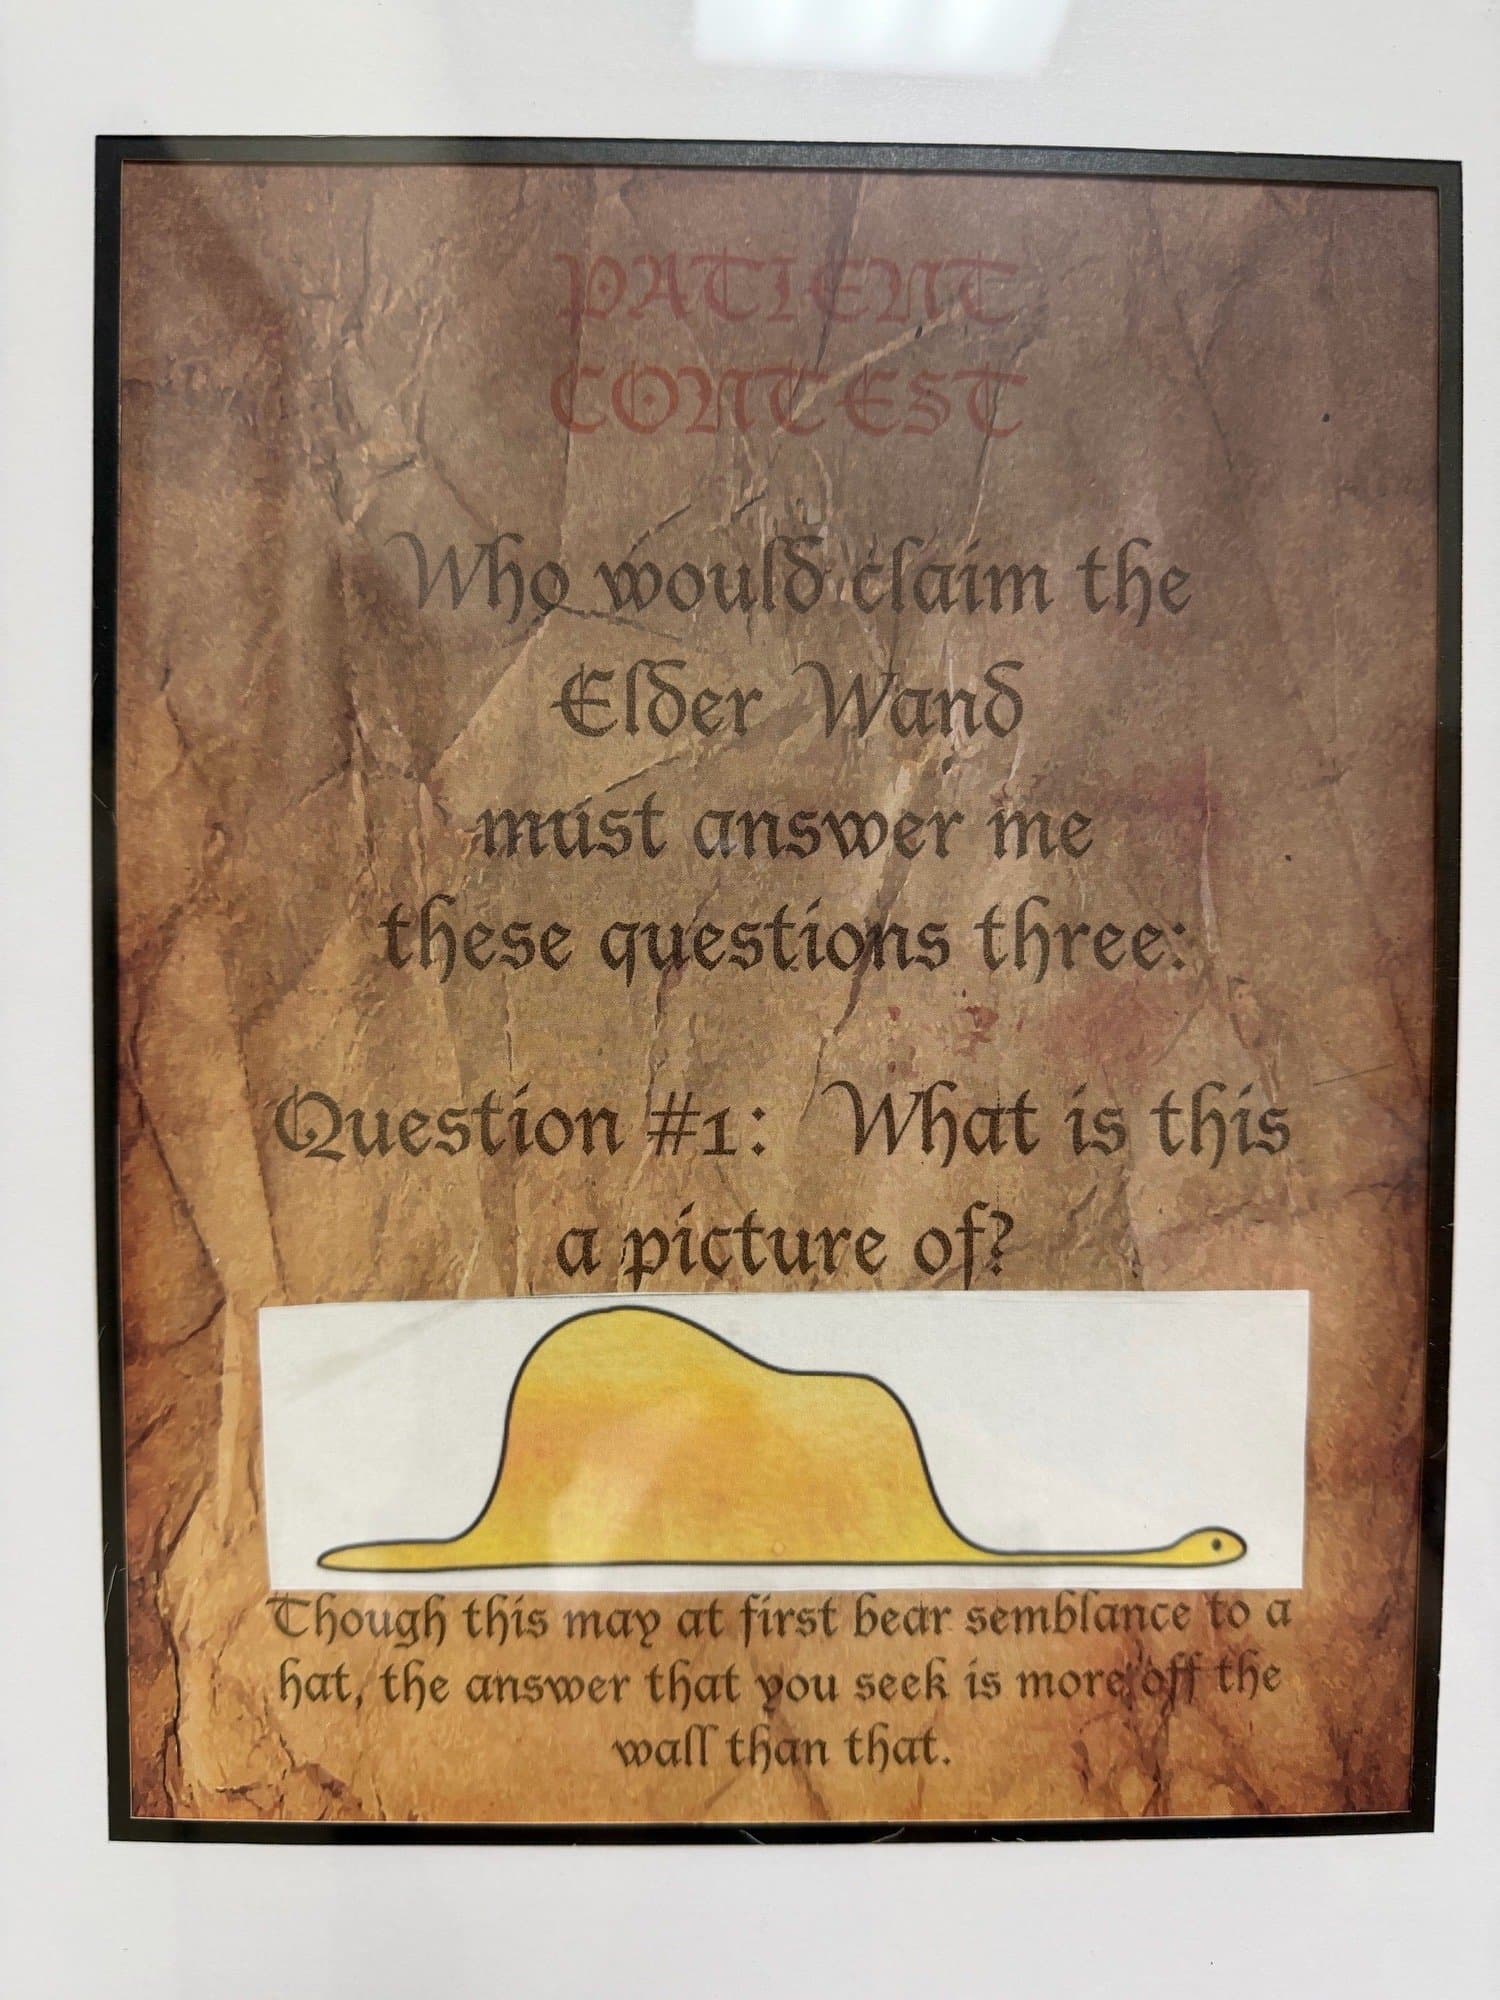 PATIENT
CONTEST
Who would claim the
Elder Wand
must answer me
these questions three:
Question #1: What is this
a picture of?
Though this may at first bear semblance to a
hat, the answer that you seek is more off the
wall than that.